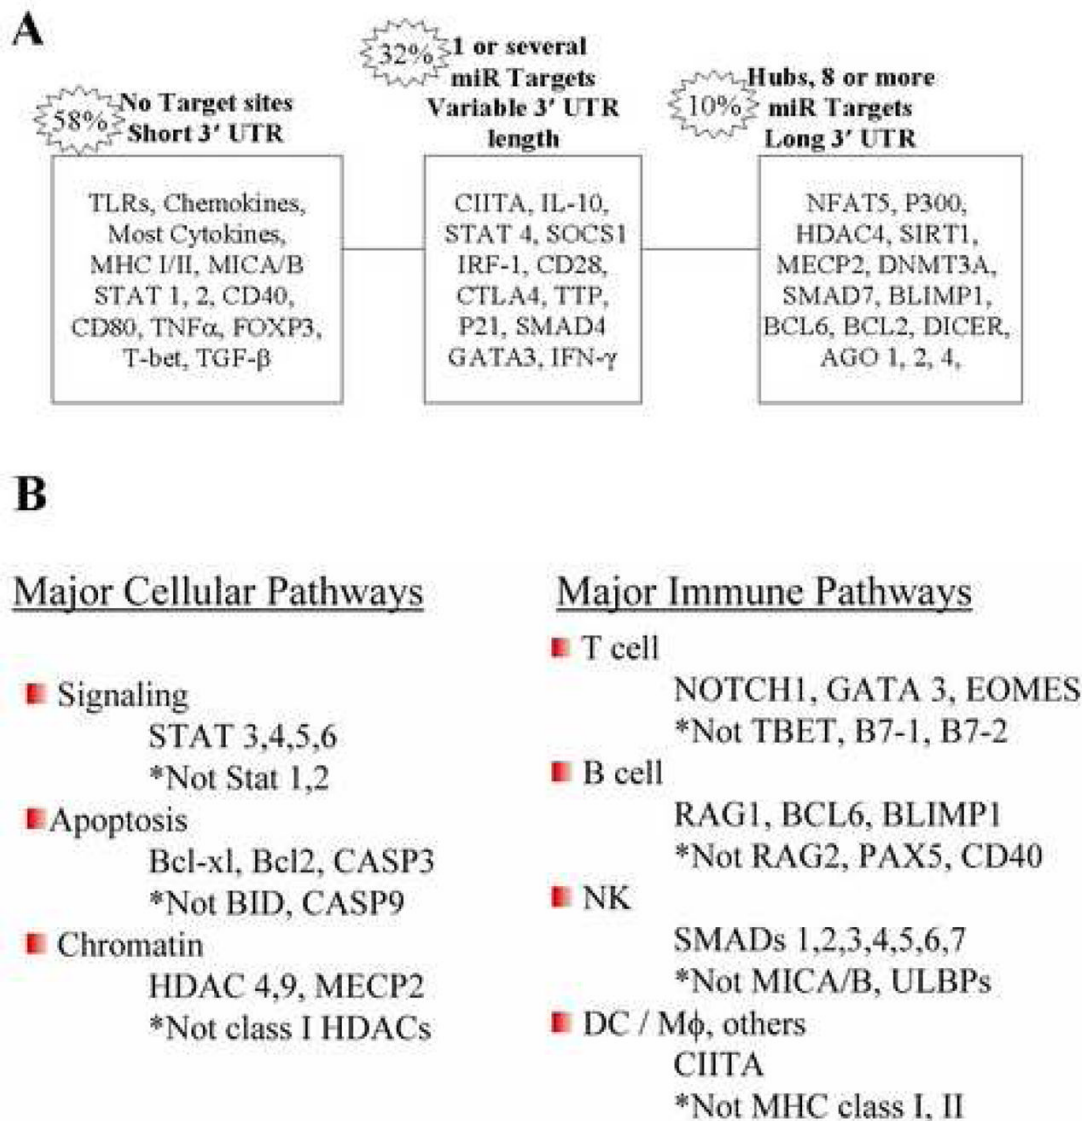 A
58%
No Target sites
Short 3′ UTR
TLRs, Chemokines,
Most Cytokines,
MHC I/II, MICA/B
STAT 1, 2, CD40,
CD80, TNFα, FOXP3,
T-bet, TGF-β
32%
1 or several
miR Targets
Variable 3′ UTR
length
CIITA, IL-10,
STAT 4, SOCS1
IRF-1, CD28,
CTLA4, TTP,
P21, SMAD4
GATA3, IFN-γ
10%
Hubs, 8 or more
miR Targets
Long 3′ UTR
NFAT5, P300,
HDAC4, SIRT1,
MECP2, DNMT3A,
SMAD7, BLIMP1,
BCL6, BCL2, DICER,
AGO 1, 2, 4,
B
Major Cellular Pathways
Signaling
STAT 3,4,5,6
*Not Stat 1,2
Apoptosis
Bcl-xl, Bcl2, CASP3
*Not BID, CASP9
Chromatin
HDAC 4,9, MECP2
*Not class I HDACs
Major Immune Pathways
T cell
NOTCH1, GATA 3, EOMES
*Not TBET, B7-1, B7-2
B cell
RAG1, BCL6, BLIMP1
*Not RAG2, PAX5, CD40
NK
SMADs 1,2,3,4,5,6,7
*Not MICA/B, ULBPs
DC / Mϕ, others
CIITA
*Not MHC class I, II